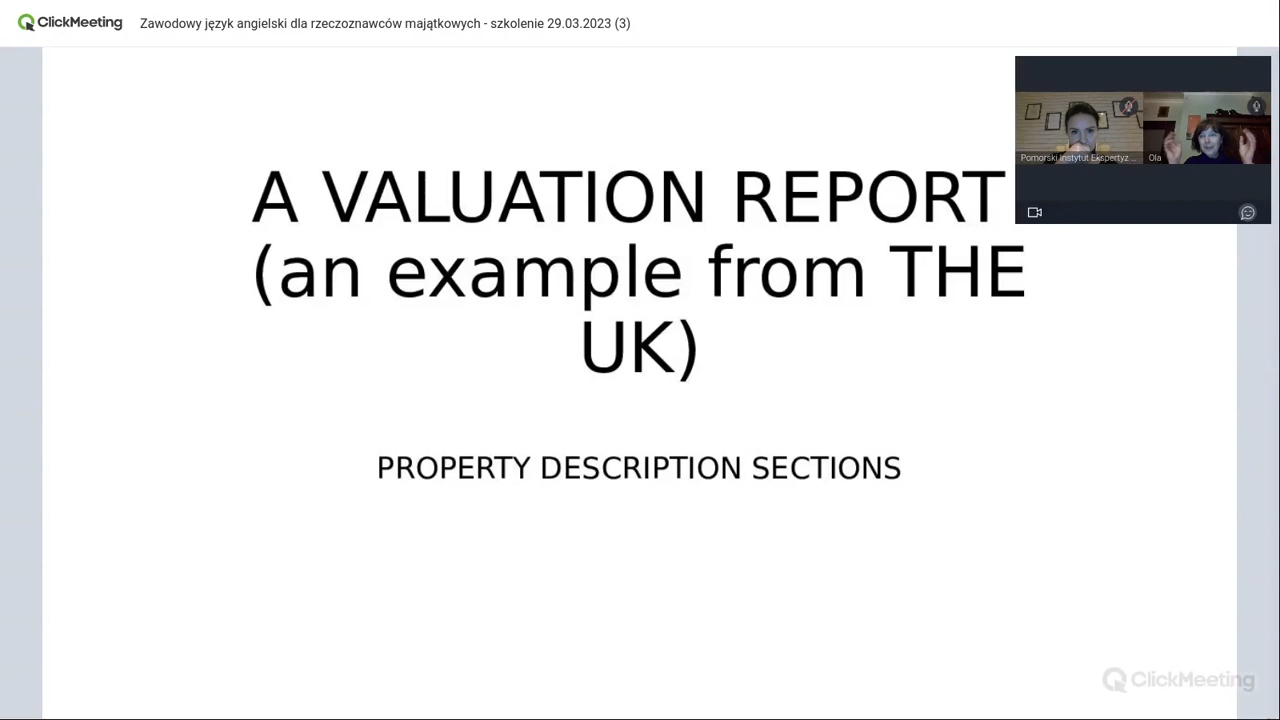 ClickMeeting
Zawodowy język angielski dla rzeczoznawców majątkowych - szkolenie 29.03.2023 (3)
Pomorski Instytut Ekspertyz ...
Ola
A VALUATION REPORT
(an example from THE
UK)
PROPERTY DESCRIPTION SECTIONS
ClickMeeting